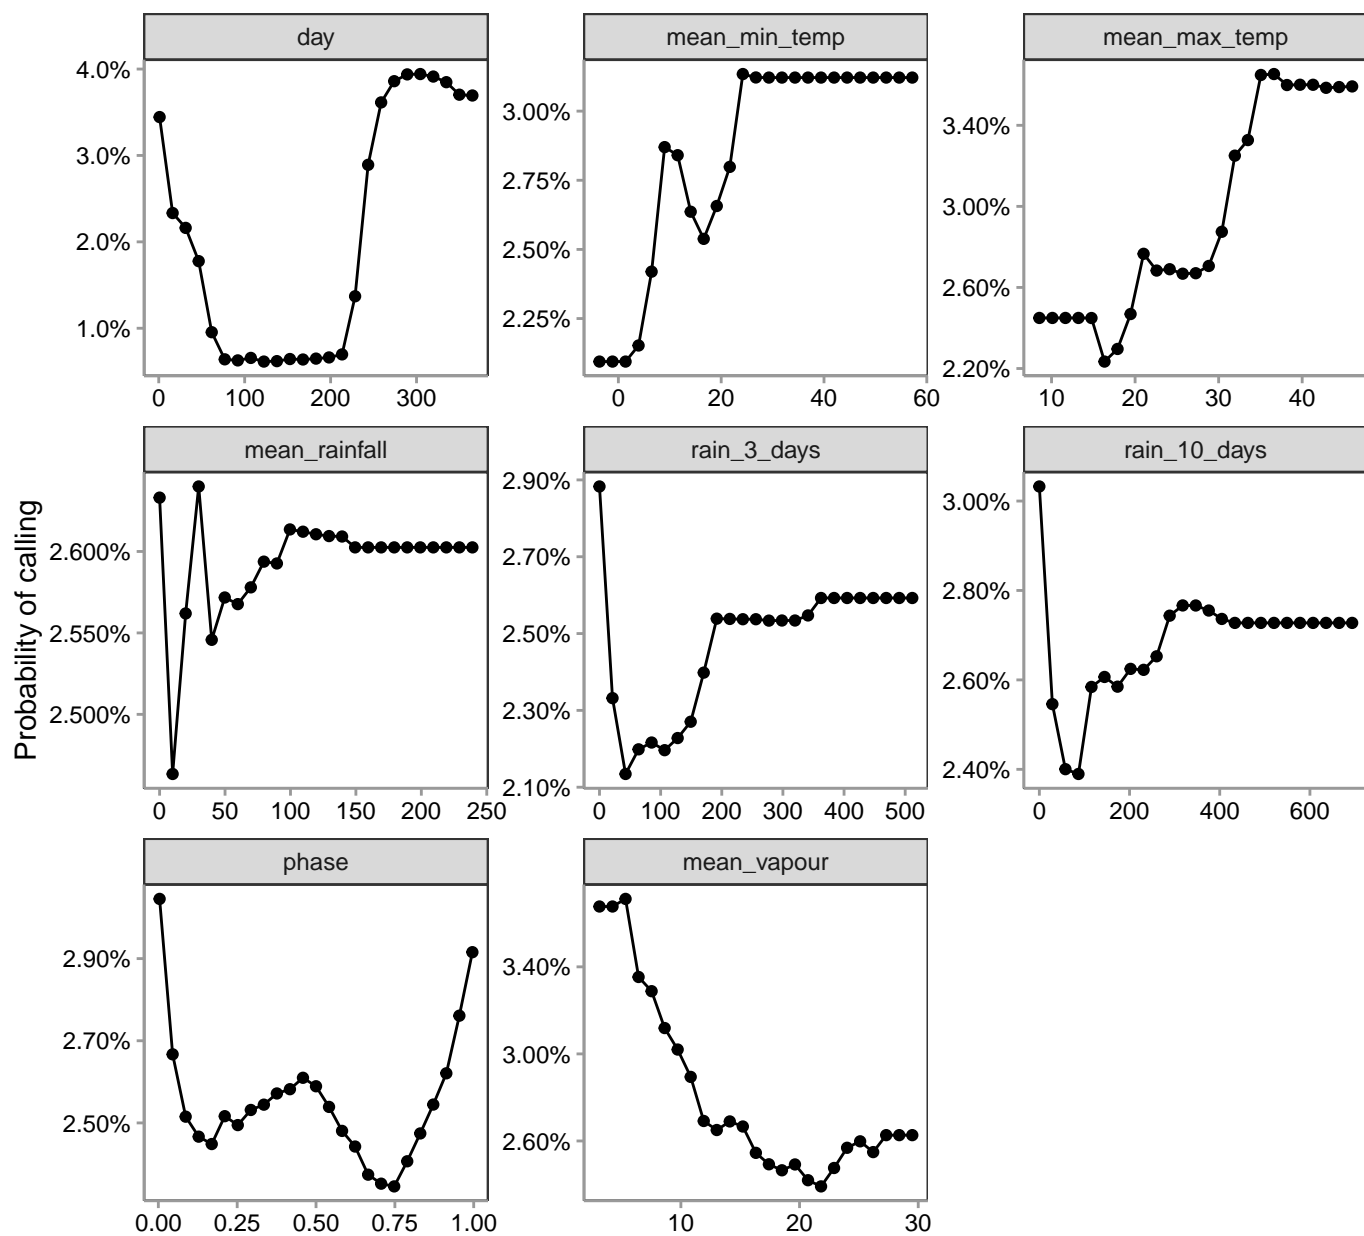 day
mean_min_temp
mean_max_temp
4.0%
3.0%
2.0%
1.0%
0 100 200 300
3.00%
2.75%
2.50%
2.25%
0 20 40 60
3.40%
3.00%
2.60%
2.20%
10 20 30 40
mean_rainfall
rain_3_days
rain_10_days
Probability of calling
2.600%
2.550%
2.500%
0 50 100 150 200 250
2.90%
2.70%
2.50%
2.30%
2.10%
0 100 200 300 400 500
3.00%
2.80%
2.60%
2.40%
0 200 400 600
phase
mean_vapour
2.90%
2.70%
2.50%
0.00 0.25 0.50 0.75 1.00
3.40%
3.00%
2.60%
10 20 30